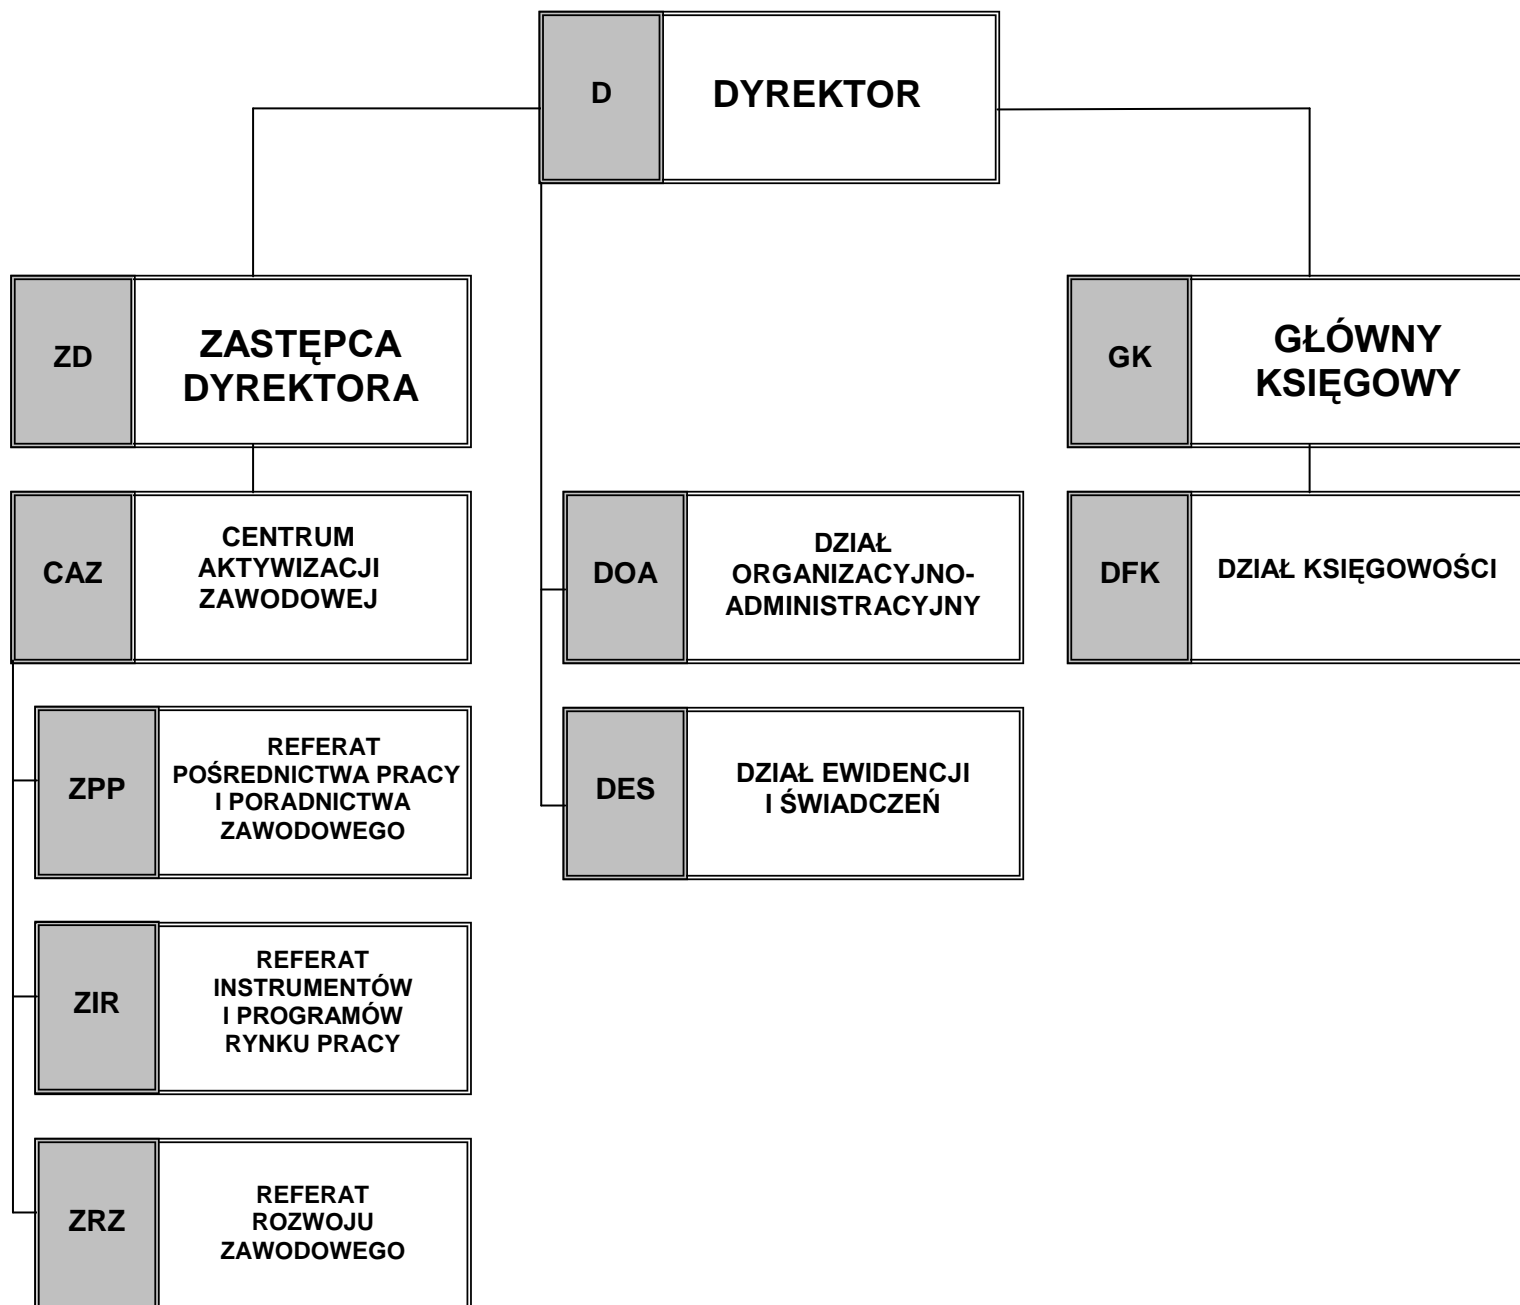 D
DYREKTOR
ZD
ZASTĘPCA
DYREKTORA
GK
GŁÓWNY
KSIĘGOWY
CAZ
CENTRUM
AKTYWIZACJI
ZAWODOWEJ
DOA
DZIAŁ
ORGANIZACYJNO-
ADMINISTRACYJNY
DFK
DZIAŁ KSIĘGOWOŚCI
ZPP
REFERAT
POŚREDNICTWA PRACY
I PORADNICTWA
ZAWODOWEGO
DES
DZIAŁ EWIDENCJI
I ŚWIADCZEŃ
ZIR
REFERAT
INSTRUMENTÓW
I PROGRAMÓW
RYNKU PRACY
ZRZ
REFERAT
ROZWOJU
ZAWODOWEGO